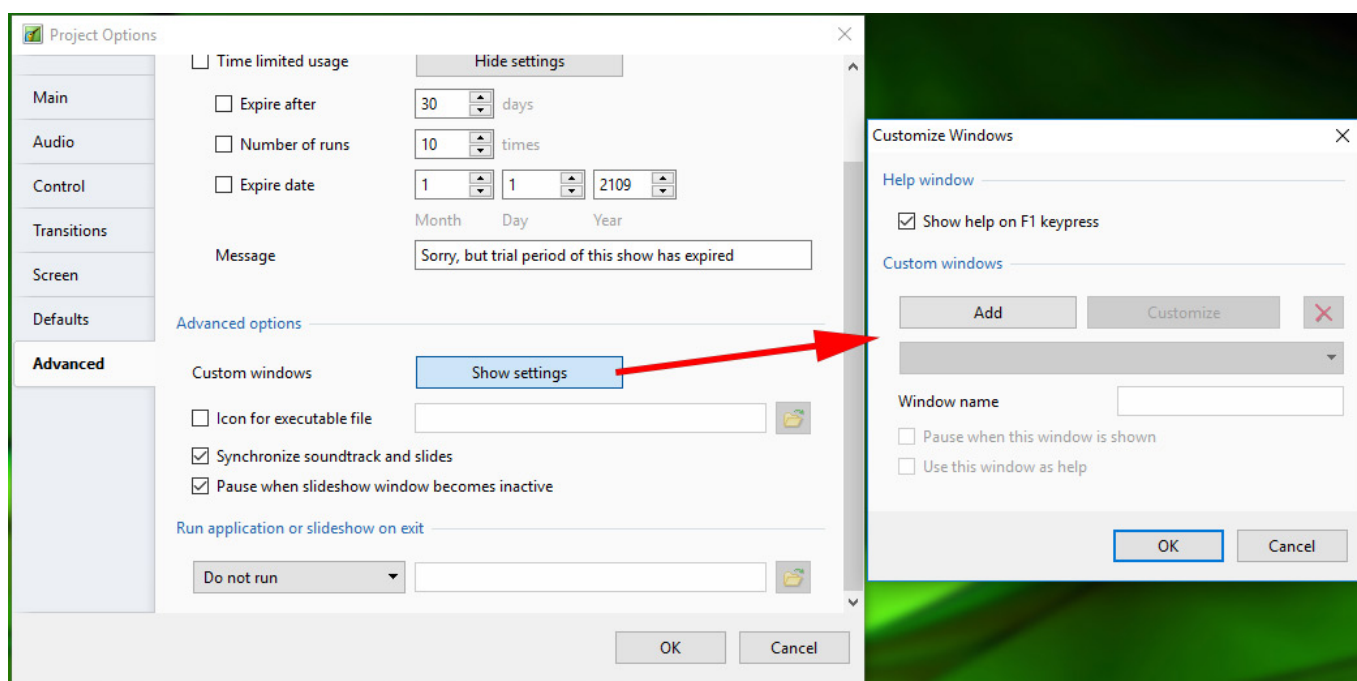 Project Options
Time limited usage Hide settings
Main
Expire after 30 days
Audio
Number of runs 10 times
Control
Expire date 1 1 2109
Month Day Year
Transitions
Message Sorry, but trial period of this show has expired
Screen
Defaults
Advanced options
Advanced
Custom windows Show settings
Icon for executable file
Synchronize soundtrack and slides
Pause when slideshow window becomes inactive
Run application or slideshow on exit
Do not run
OK Cancel
Customize Windows
Help window
Show help on F1 keypress
Custom windows
Add Customize
Window name
Pause when this window is shown
Use this window as help
OK Cancel